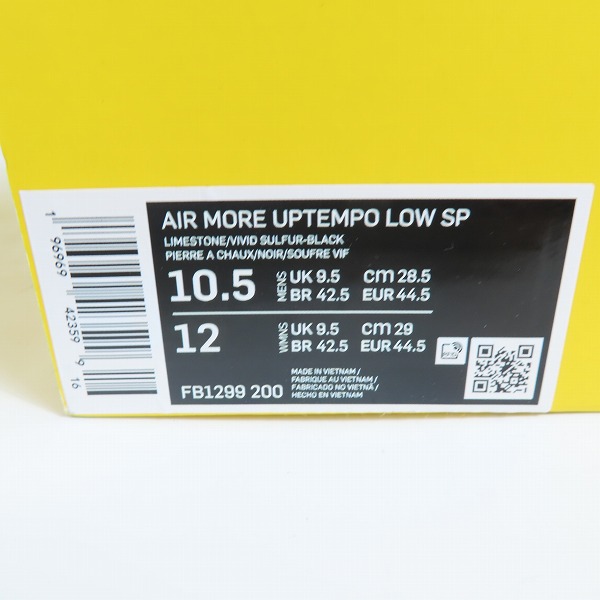 AIR MORE UPTEMPO LOW SP
LIMESTONE/VIVID SULFUR-BLACK
PIERRE A CHAUX/NOIR/SOUFRE VIF
10.5 MENS UK 9.5 CM 28.5
BR 42.5 EUR 44.5
12 WMNS UK 9.5 CM 29
BR 42.5 EUR 44.5
FB1299 200
MADE IN VIETNAM /
FABRIQUE AU VIETNAM /
FABRICADO NO VIETNÃ /
HECHO EN VIETNAM
1 96969 42359 9 16